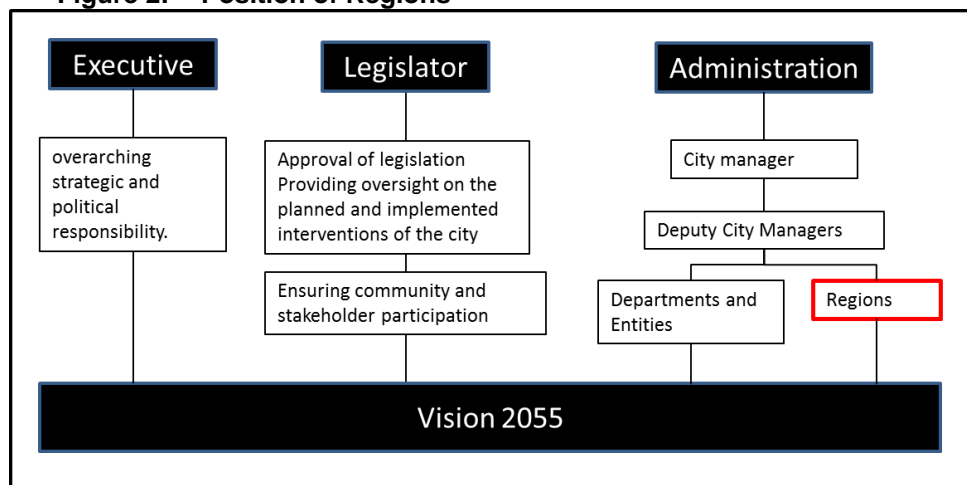 Figure 2: Position of Regions
Executive
Legislator
Administration
overarching
strategic and
political
responsibility.
Approval of legislation
Providing oversight on the
planned and implemented
interventions of the city
Ensuring community and
stakeholder participation
City manager
Deputy City Managers
Departments and
Entities
Regions
Vision 2055